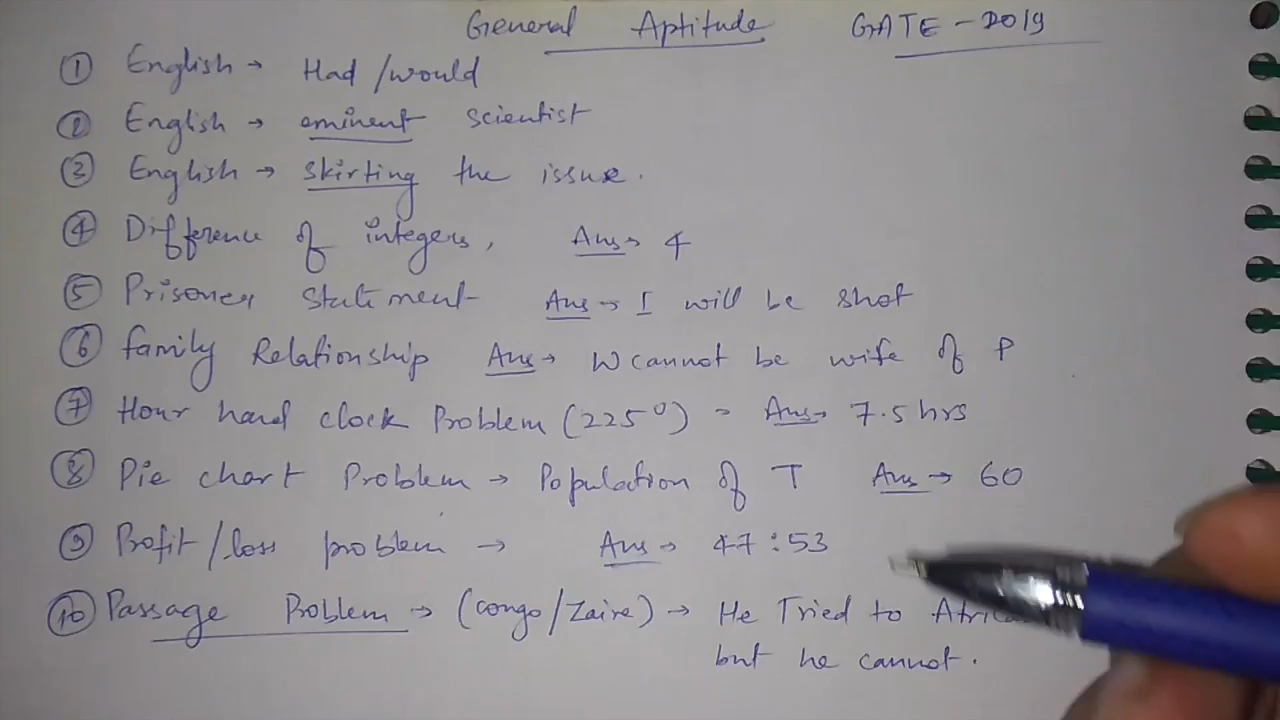 General Aptitude GATE - 2019
① English → Had /would
② English → eminent scientist
③ English → skirting the issue.
④ Difference of integers, Ans → 4
⑤ Prisoner Statement Ans → I will be shot
⑥ family Relationship Ans → W cannot be wife of P
⑦ Hour hand clock Problem (225°) - Ans → 7.5 hrs
⑧ Pie chart Problem → Population of T Ans → 60
⑨ Profit/loss problem → Ans → 47:53
⑩ Passage Problem → (Congo/Zaire) → He Tried to
but he cannot.